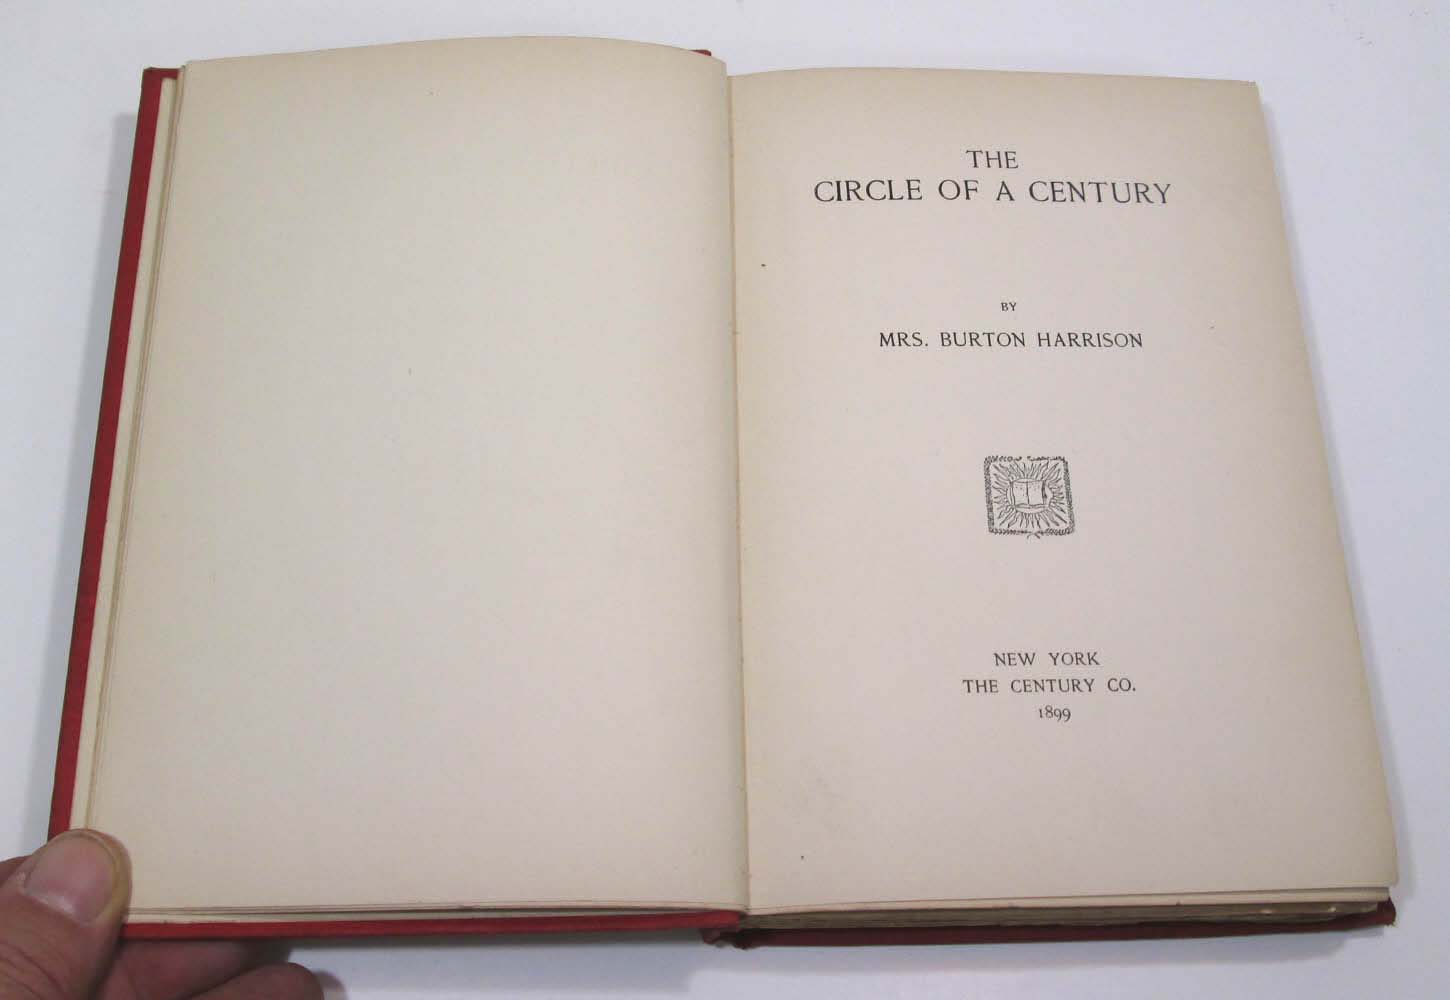 THE
CIRCLE OF A CENTURY
BY
MRS. BURTON HARRISON
NEW YORK
THE CENTURY CO.
1899